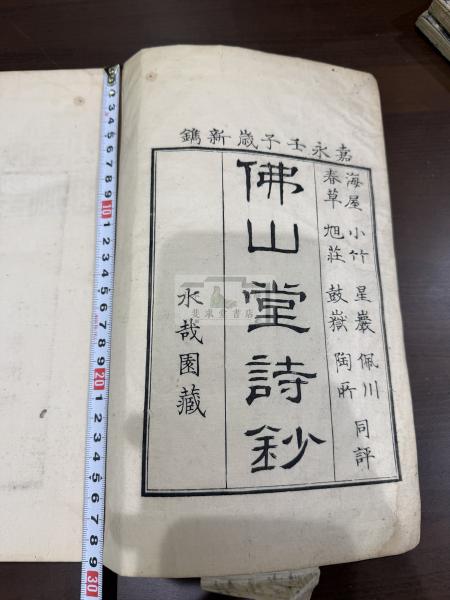 嘉永壬子歳新鐫
海屋 小竹 星巖 佩川 同評
春草 旭莊 鼓嶽 陶所
佛山堂詩鈔
水哉園藏